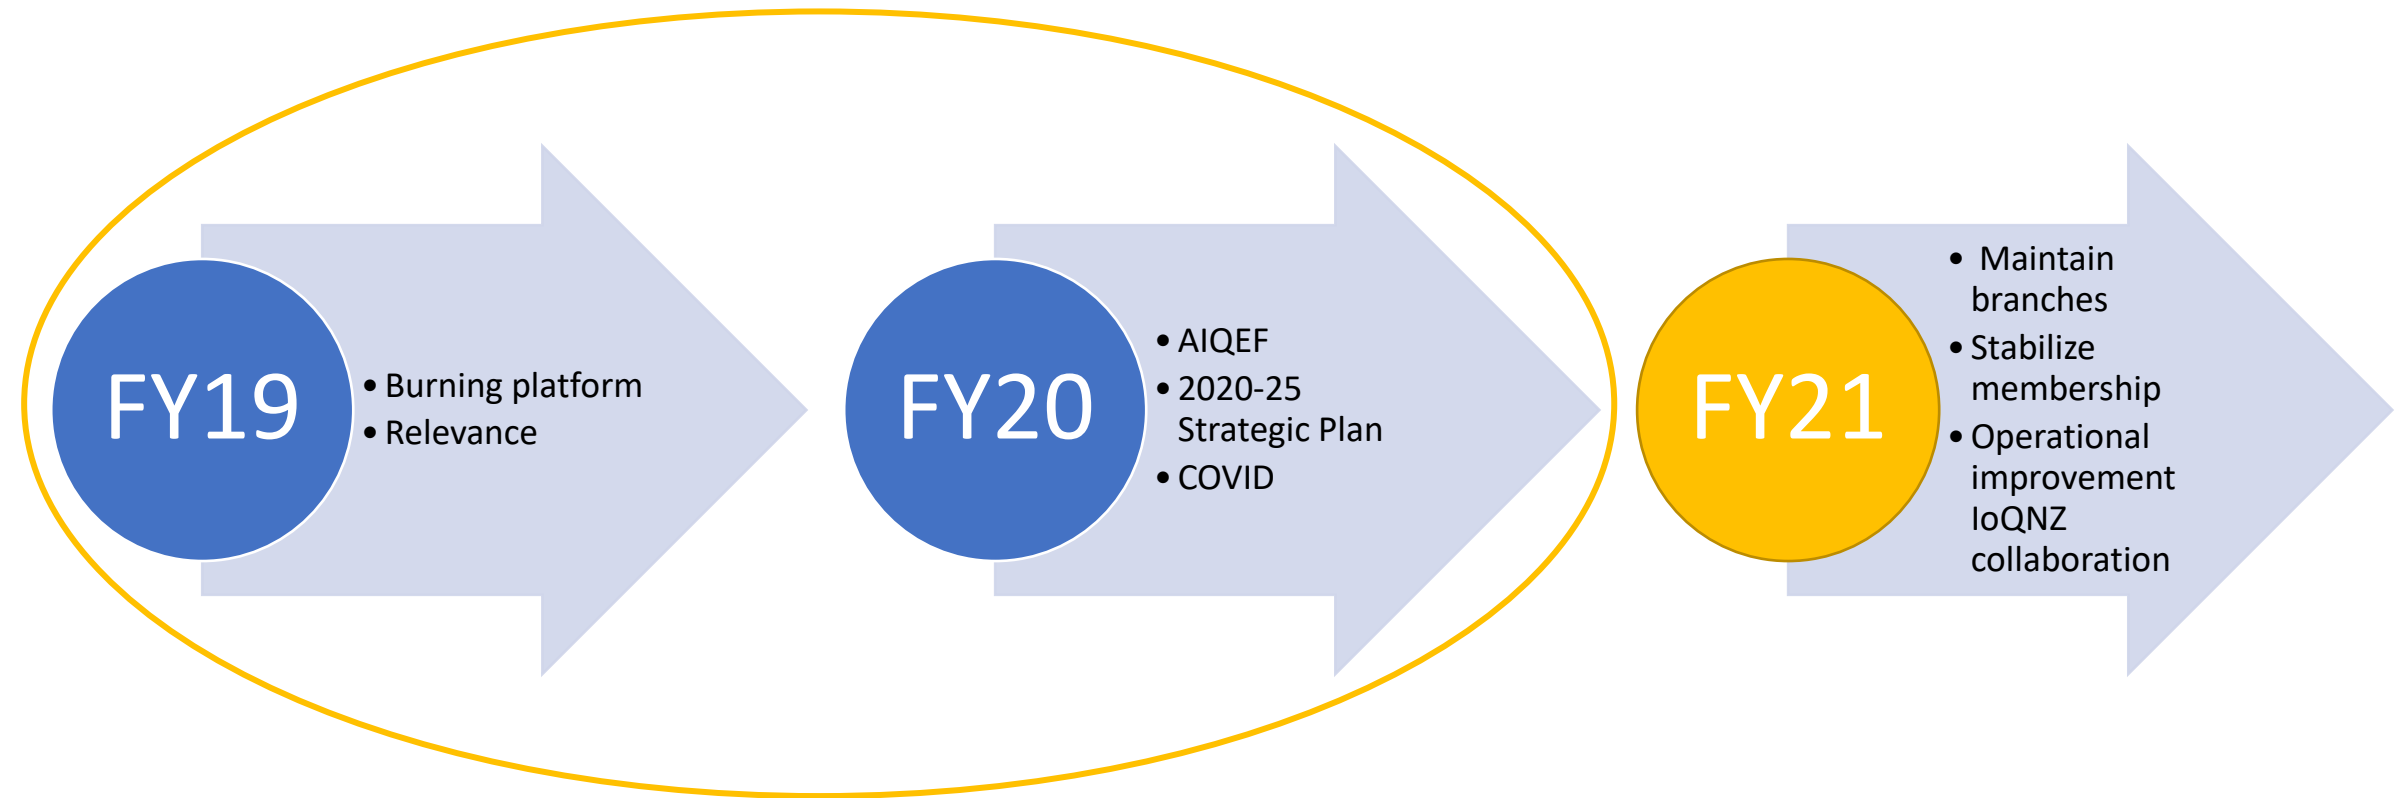 FY19
• Burning platform
• Relevance
FY20
• AIQEF
• 2020-25
Strategic Plan
• COVID
FY21
• Maintain
branches
• Stabilize
membership
• Operational
improvement
IoQNZ
collaboration